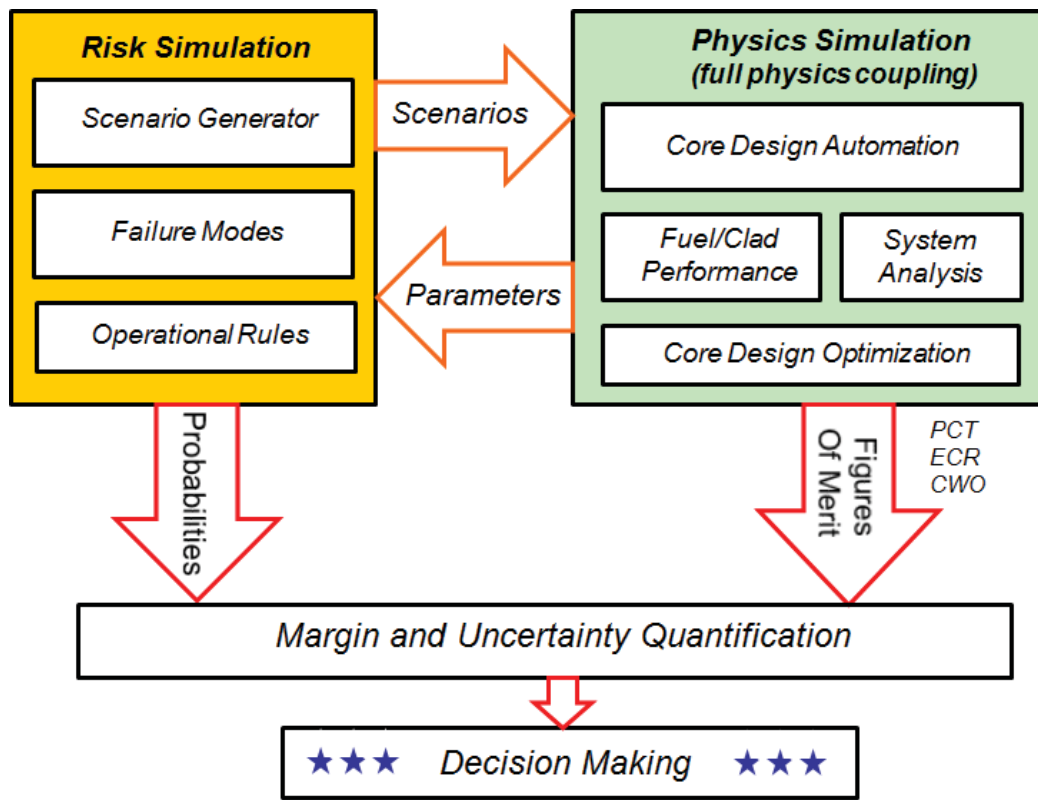 Risk Simulation
Scenario Generator
Failure Modes
Operational Rules
Scenarios
Parameters
Physics Simulation
(full physics coupling)
Core Design Automation
Fuel/Clad
Performance
System
Analysis
Core Design Optimization
Probabilities
Figures
Of Merit
PCT
ECR
CWO
Margin and Uncertainty Quantification
Decision Making